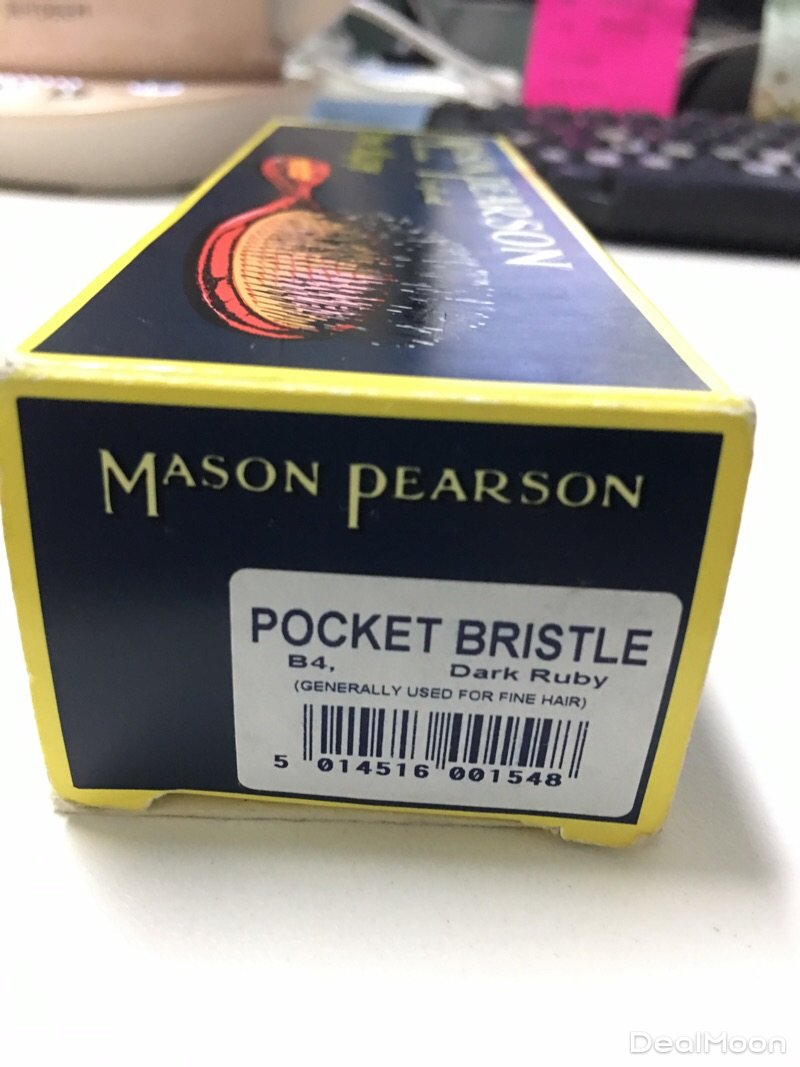 MASON PEARSON
MASON PEARSON
POCKET BRISTLE
B4, Dark Ruby
(GENERALLY USED FOR FINE HAIR)
5 014516 001548
DealMoon